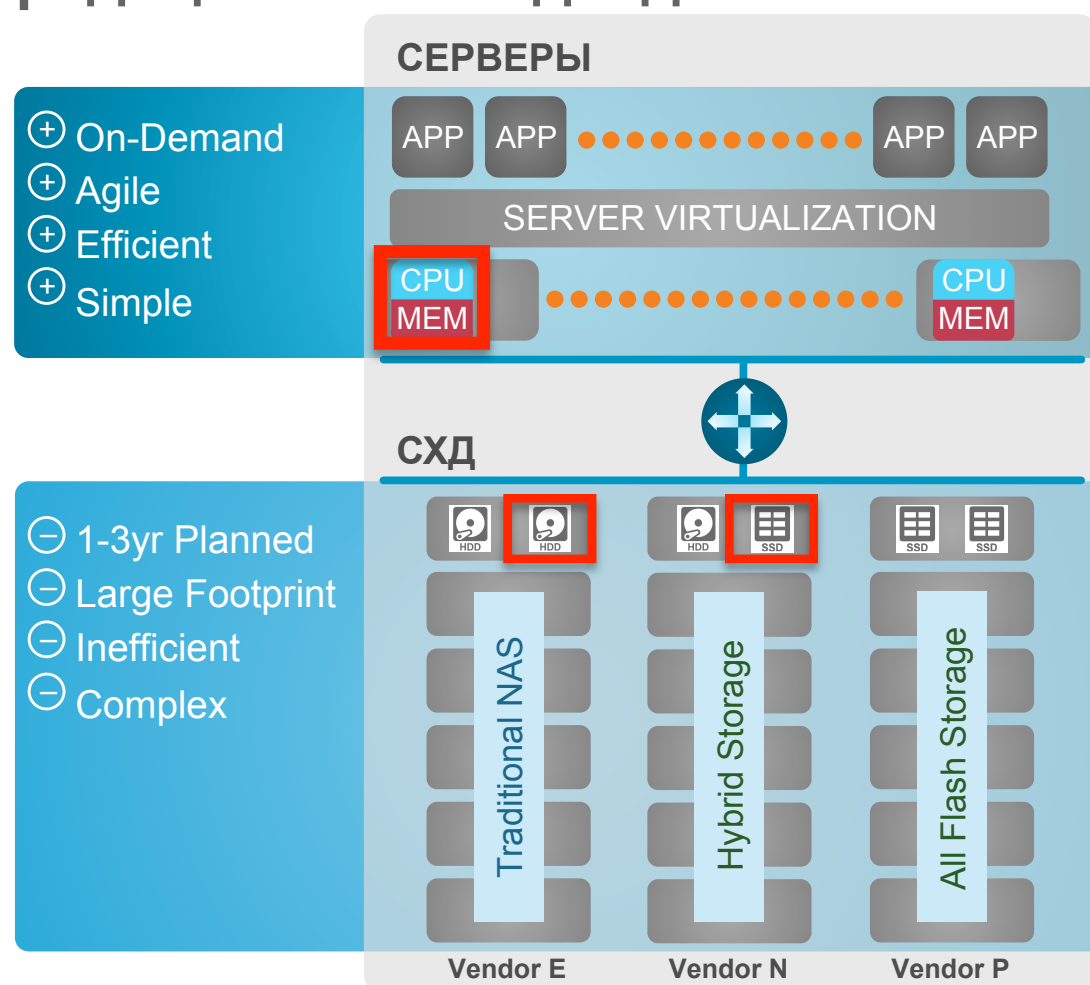 СЕРВЕРЫ
On-Demand
Agile
Efficient
Simple
APP APP APP APP
SERVER VIRTUALIZATION
CPU CPU
MEM MEM
СХД
1-3yr Planned
Large Footprint
Inefficient
Complex
HDD HDD HDD SSD SSD SSD
Traditional NAS
Hybrid Storage
All Flash Storage
Vendor E Vendor N Vendor P